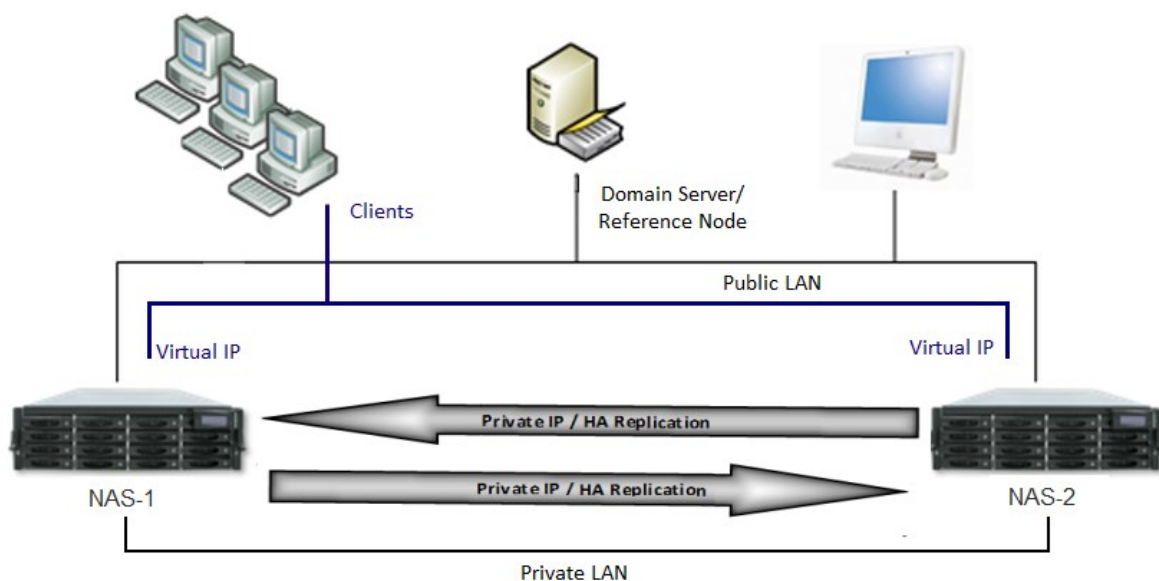 Clients
Domain Server/
Reference Node
Public LAN
Virtual IP
Virtual IP
Private IP / HA Replication
Private IP / HA Replication
NAS-1
NAS-2
Private LAN